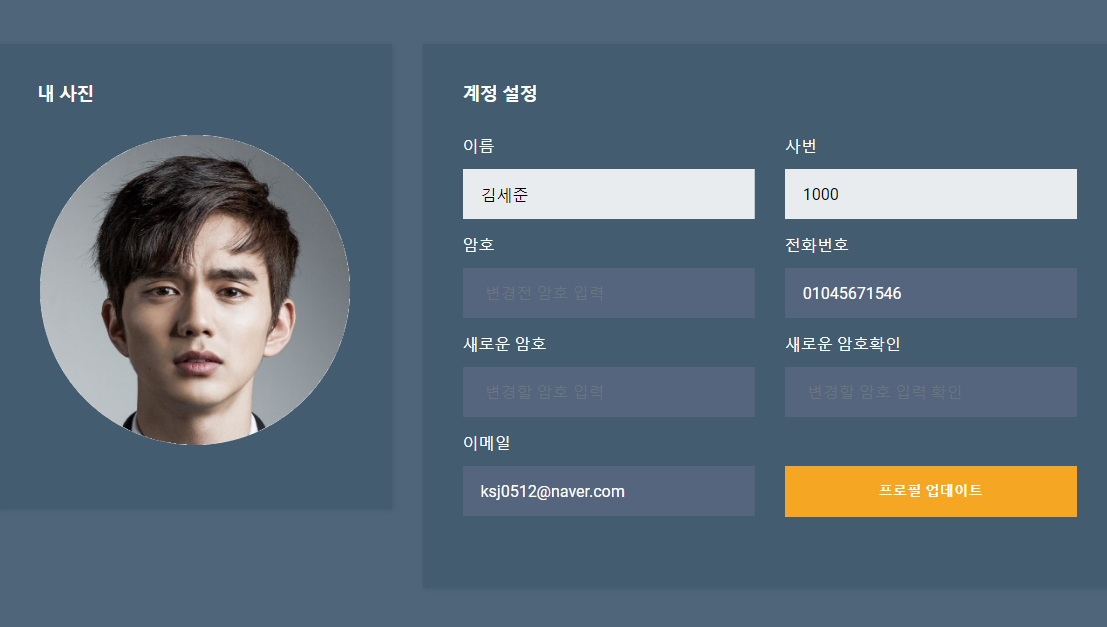 내 사진
계정 설정
이름
사번
김세준
1000
암호
전화번호
변경전 암호 입력
01045671546
새로운 암호
새로운 암호확인
변경할 암호 입력
변경할 암호 입력 확인
이메일
ksj0512@naver.com
프로필 업데이트